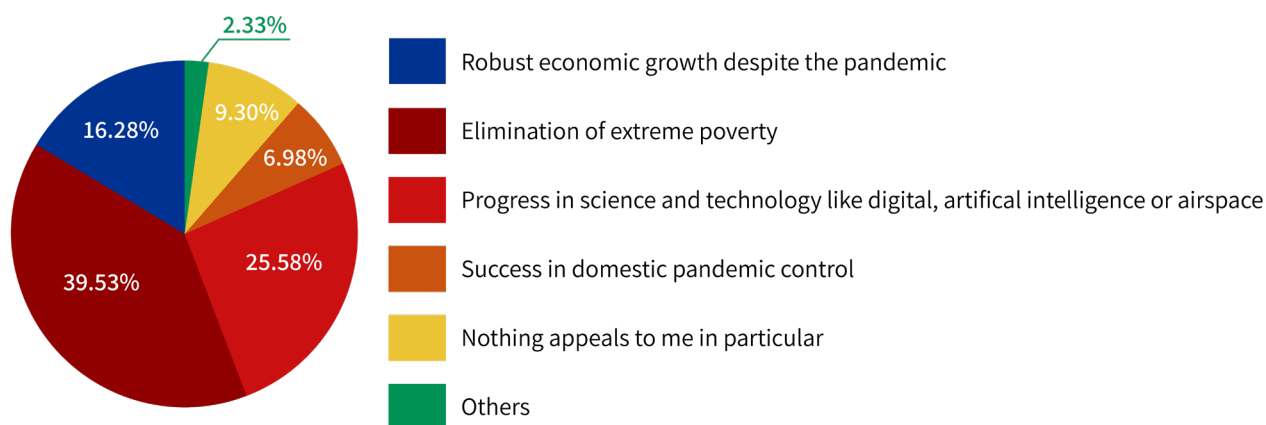 2.33%
9.30%
16.28%
6.98%
25.58%
39.53%
Robust economic growth despite the pandemic
Elimination of extreme poverty
Progress in science and technology like digital, artifical intelligence or airspace
Success in domestic pandemic control
Nothing appeals to me in particular
Others